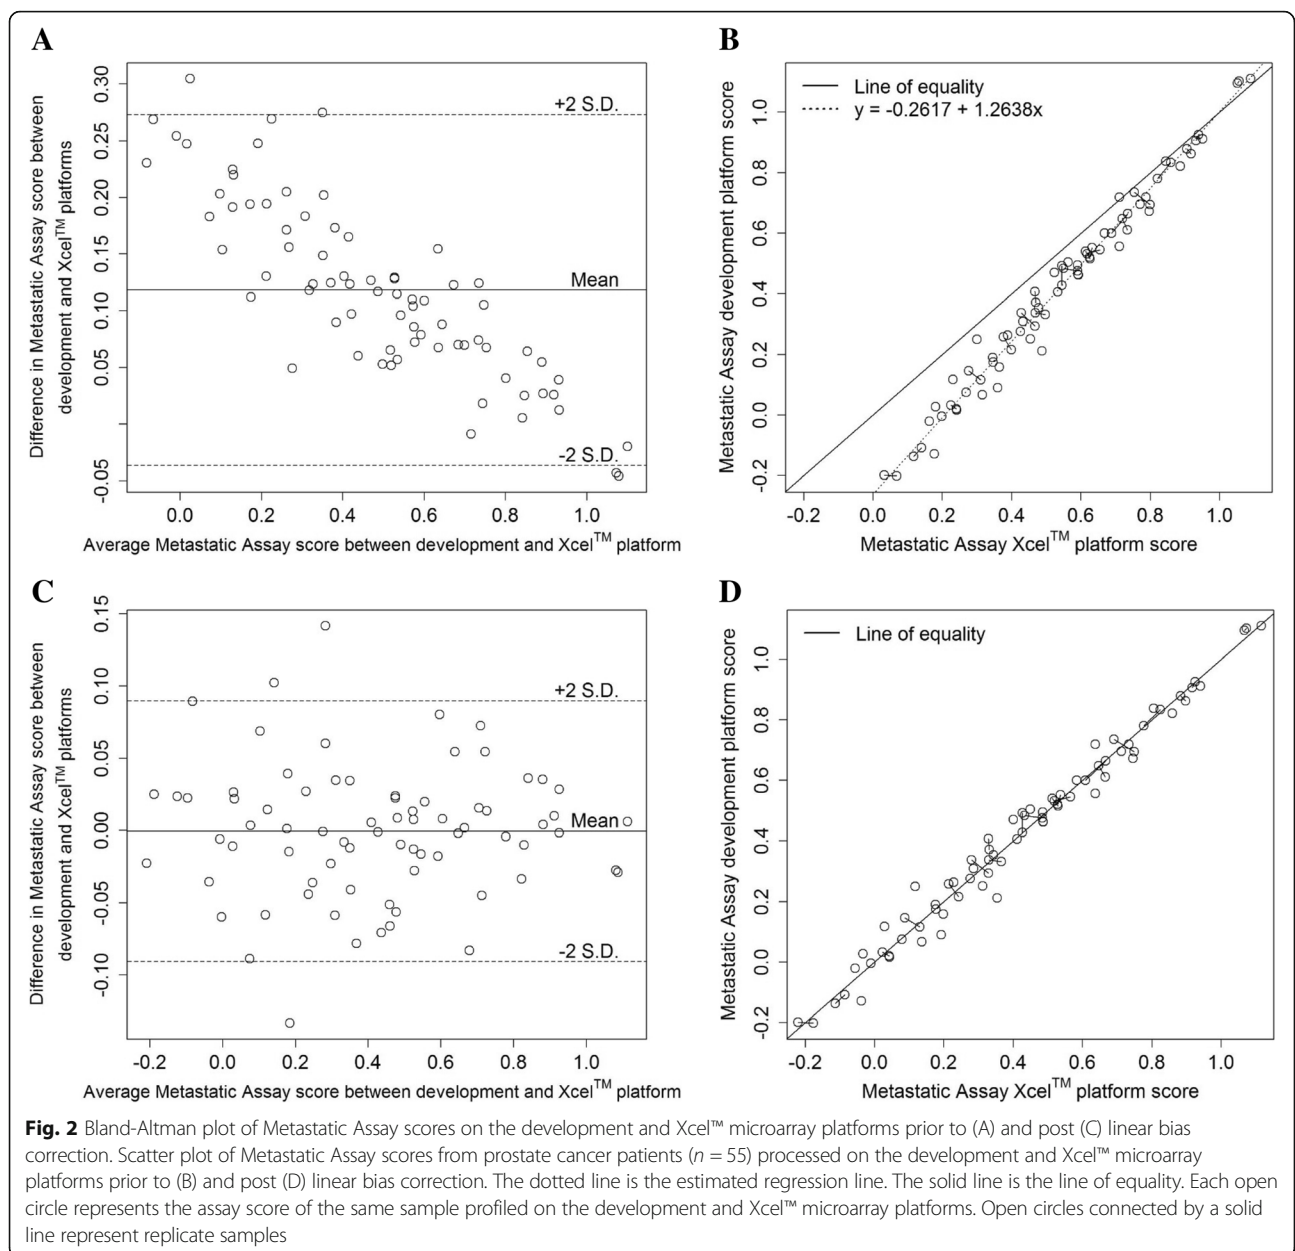 A
Difference in Metastatic Assay score between
development and Xcel™ platforms
0.30
0.25
0.20
0.15
0.10
0.05
-0.05
+2 S.D.
Mean
-2 S.D.
0.0 0.2 0.4 0.6 0.8 1.0
Average Metastatic Assay score between development and Xcel™ platform
B
Metastatic Assay development platform score
1.0
0.8
0.6
0.4
0.2
0.0
-0.2
Line of equality
y = -0.2617 + 1.2638x
-0.2 0.0 0.2 0.4 0.6 0.8 1.0
Metastatic Assay Xcel™ platform score
C
Difference in Metastatic Assay score between
development and Xcel™ platforms
0.15
0.10
0.05
0.00
-0.05
-0.10
+2 S.D.
Mean
-2 S.D.
-0.2 0.0 0.2 0.4 0.6 0.8 1.0
Average Metastatic Assay score between development and Xcel™ platform
D
Metastatic Assay development platform score
1.0
0.8
0.6
0.4
0.2
0.0
-0.2
Line of equality
-0.2 0.0 0.2 0.4 0.6 0.8 1.0
Metastatic Assay Xcel™ platform score
Fig. 2 Bland-Altman plot of Metastatic Assay scores on the development and Xcel™ microarray platforms prior to (A) and post (C) linear bias
correction. Scatter plot of Metastatic Assay scores from prostate cancer patients (n = 55) processed on the development and Xcel™ microarray
platforms prior to (B) and post (D) linear bias correction. The dotted line is the estimated regression line. The solid line is the line of equality. Each open
circle represents the assay score of the same sample profiled on the development and Xcel™ microarray platforms. Open circles connected by a solid
line represent replicate samples